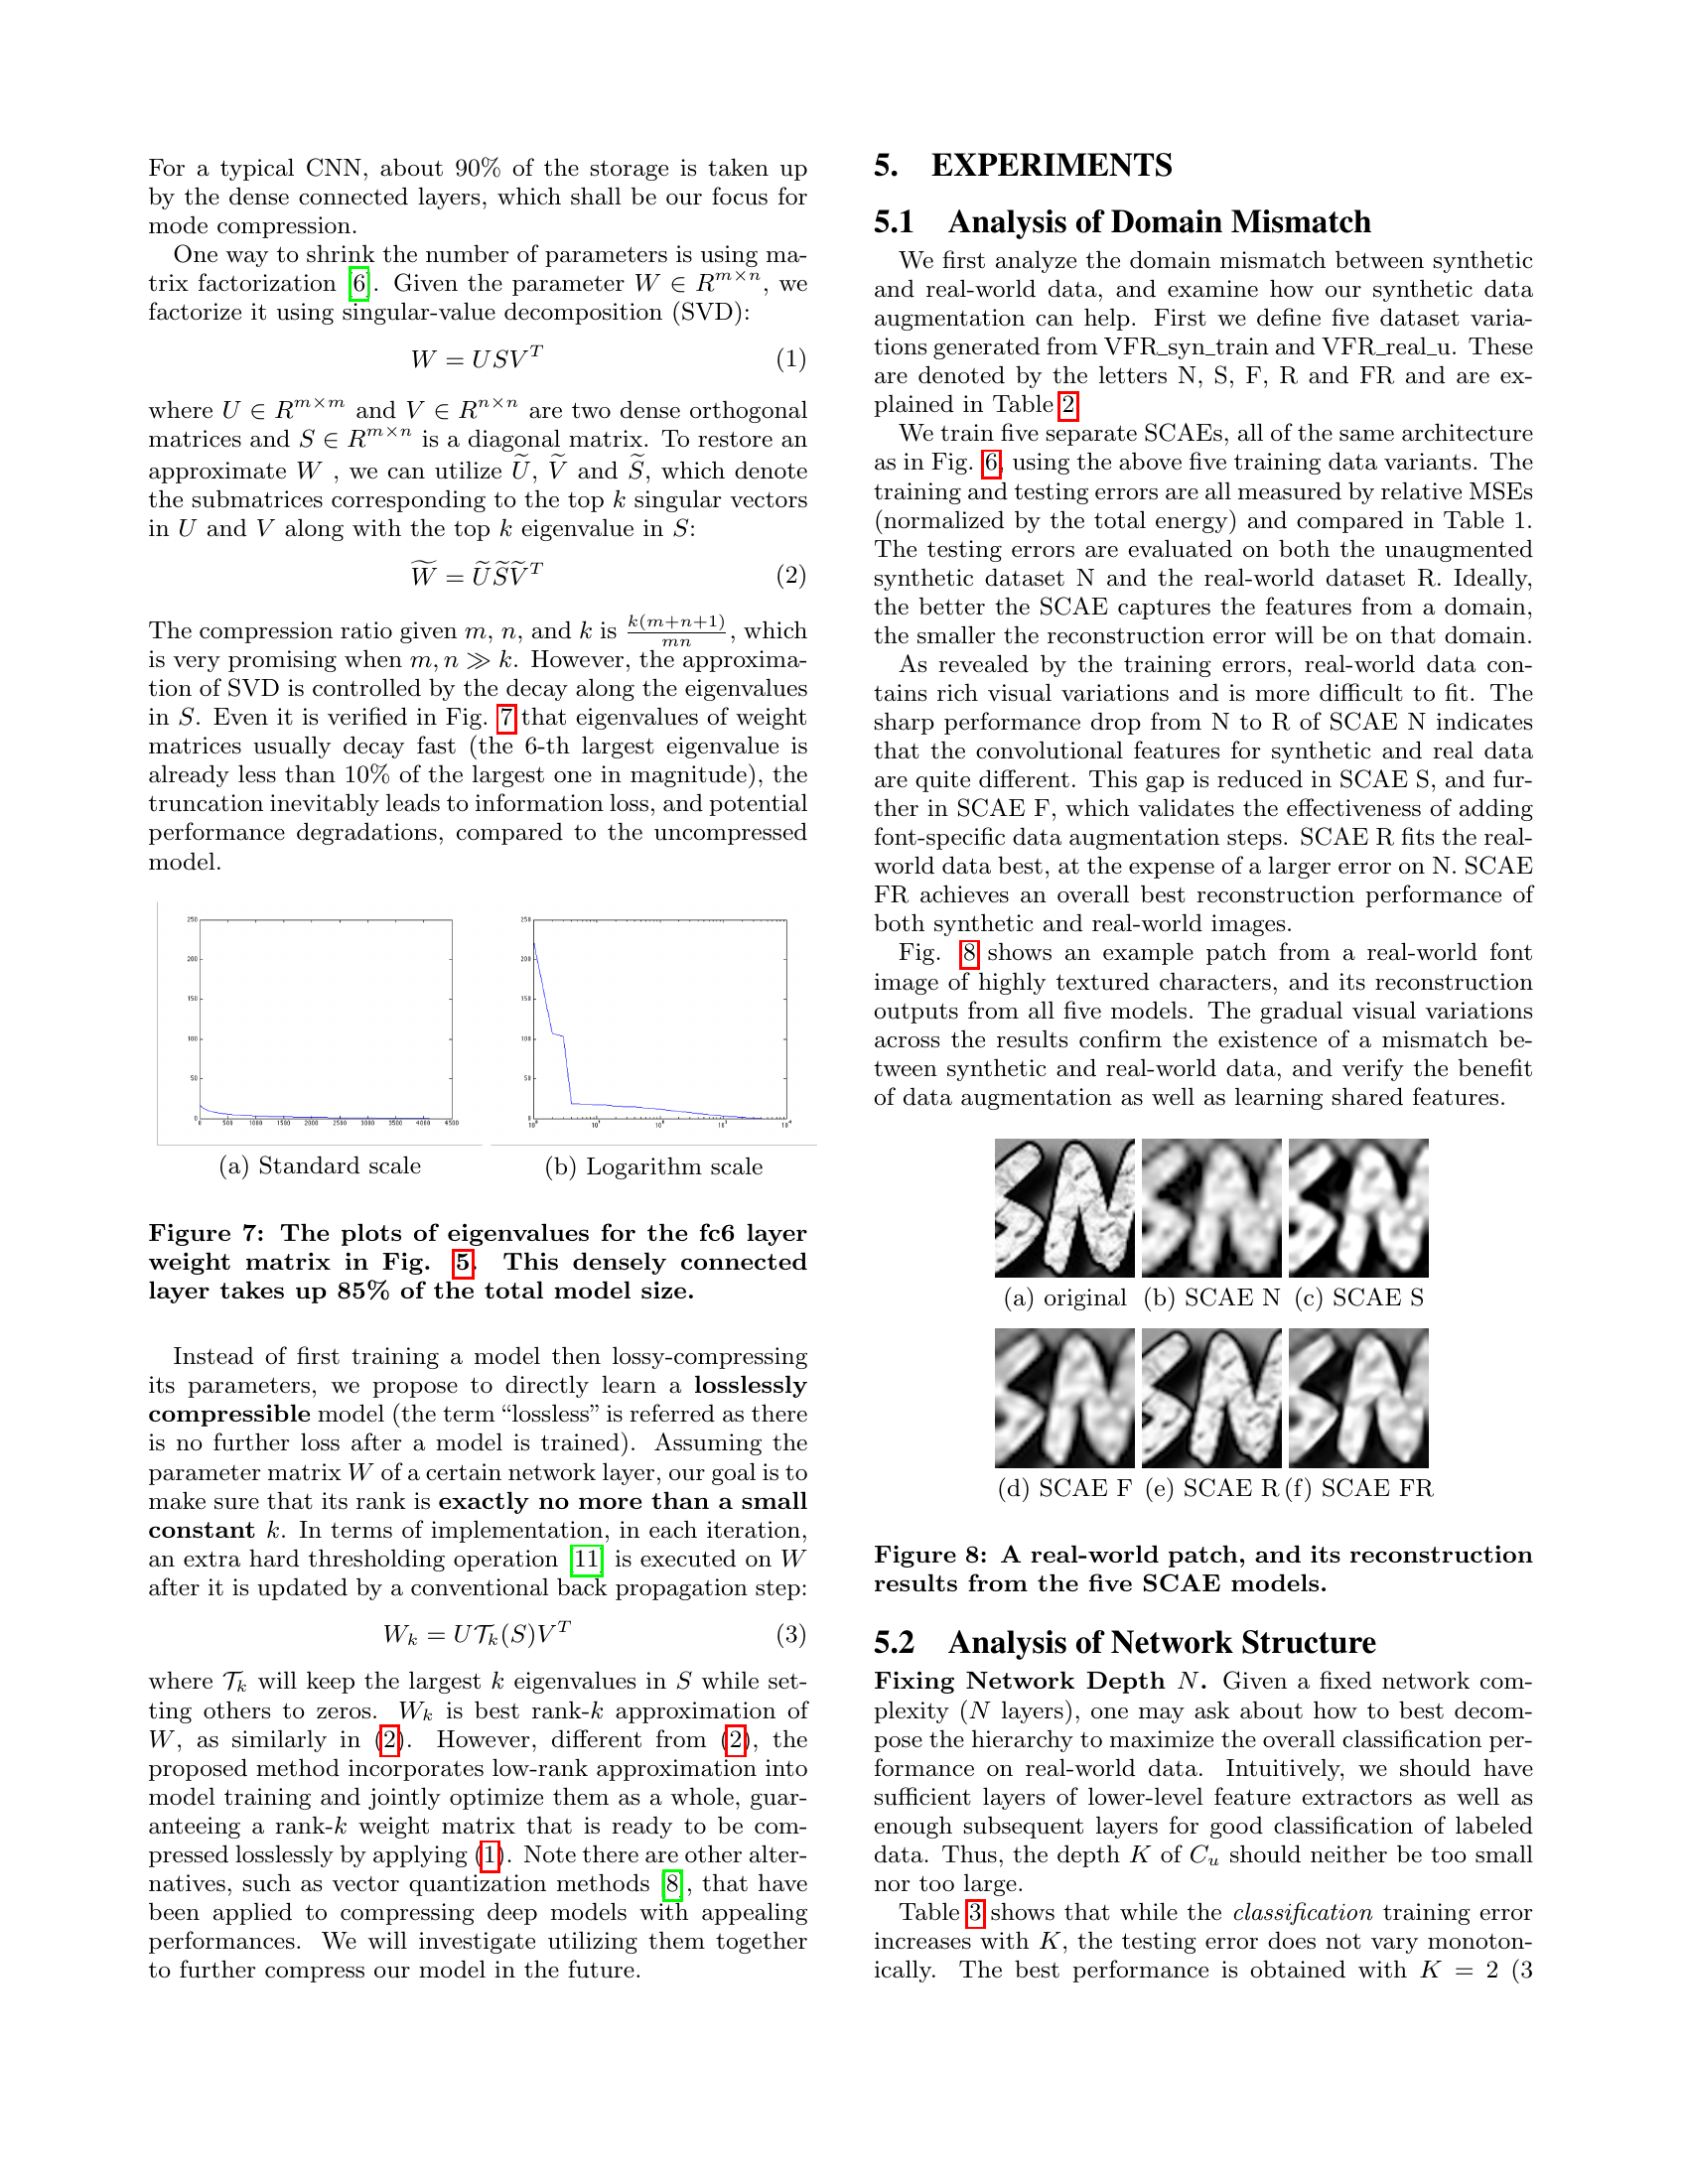 For a typical CNN, about 90% of the storage is taken up
by the dense connected layers, which shall be our focus for
mode compression.
One way to shrink the number of parameters is using ma-
trix factorization [6]. Given the parameter W ∈ R^{m×n}, we
factorize it using singular-value decomposition (SVD):
W = USV^T (1)
where U ∈ R^{m×m} and V ∈ R^{n×n} are two dense orthogonal
matrices and S ∈ R^{m×n} is a diagonal matrix. To restore an
approximate W , we can utilize Ũ, Ṽ and S̃, which denote
the submatrices corresponding to the top k singular vectors
in U and V along with the top k eigenvalue in S:
W̃ = ŨS̃Ṽ^T (2)
The compression ratio given m, n, and k is k(m+n+1)/mn, which
is very promising when m, n ≫ k. However, the approxima-
tion of SVD is controlled by the decay along the eigenvalues
in S. Even it is verified in Fig. 7 that eigenvalues of weight
matrices usually decay fast (the 6-th largest eigenvalue is
already less than 10% of the largest one in magnitude), the
truncation inevitably leads to information loss, and potential
performance degradations, compared to the uncompressed
model.
250
200
150
100
50
0
0 500 1000 1500 2000 2500 3000 3500 4000 4500
250
200
150
100
50
0
10^0 10^1 10^2 10^3 10^4
(a) Standard scale (b) Logarithm scale
Figure 7: The plots of eigenvalues for the fc6 layer
weight matrix in Fig. 5. This densely connected
layer takes up 85% of the total model size.
Instead of first training a model then lossy-compressing
its parameters, we propose to directly learn a losslessly
compressible model (the term “lossless” is referred as there
is no further loss after a model is trained). Assuming the
parameter matrix W of a certain network layer, our goal is to
make sure that its rank is exactly no more than a small
constant k. In terms of implementation, in each iteration,
an extra hard thresholding operation [11] is executed on W
after it is updated by a conventional back propagation step:
W_k = U𝒯_k(S)V^T (3)
where 𝒯_k will keep the largest k eigenvalues in S while set-
ting others to zeros. W_k is best rank-k approximation of
W, as similarly in (2). However, different from (2), the
proposed method incorporates low-rank approximation into
model training and jointly optimize them as a whole, guar-
anteeing a rank-k weight matrix that is ready to be com-
pressed losslessly by applying (1). Note there are other alter-
natives, such as vector quantization methods [8], that have
been applied to compressing deep models with appealing
performances. We will investigate utilizing them together
to further compress our model in the future.
5. EXPERIMENTS
5.1 Analysis of Domain Mismatch
We first analyze the domain mismatch between synthetic
and real-world data, and examine how our synthetic data
augmentation can help. First we define five dataset varia-
tions generated from VFR_syn_train and VFR_real_u. These
are denoted by the letters N, S, F, R and FR and are ex-
plained in Table 2
We train five separate SCAEs, all of the same architecture
as in Fig. 6, using the above five training data variants. The
training and testing errors are all measured by relative MSEs
(normalized by the total energy) and compared in Table 1.
The testing errors are evaluated on both the unaugmented
synthetic dataset N and the real-world dataset R. Ideally,
the better the SCAE captures the features from a domain,
the smaller the reconstruction error will be on that domain.
As revealed by the training errors, real-world data con-
tains rich visual variations and is more difficult to fit. The
sharp performance drop from N to R of SCAE N indicates
that the convolutional features for synthetic and real data
are quite different. This gap is reduced in SCAE S, and fur-
ther in SCAE F, which validates the effectiveness of adding
font-specific data augmentation steps. SCAE R fits the real-
world data best, at the expense of a larger error on N. SCAE
FR achieves an overall best reconstruction performance of
both synthetic and real-world images.
Fig. 8 shows an example patch from a real-world font
image of highly textured characters, and its reconstruction
outputs from all five models. The gradual visual variations
across the results confirm the existence of a mismatch be-
tween synthetic and real-world data, and verify the benefit
of data augmentation as well as learning shared features.
(a) original (b) SCAE N (c) SCAE S
(d) SCAE F (e) SCAE R (f) SCAE FR
Figure 8: A real-world patch, and its reconstruction
results from the five SCAE models.
5.2 Analysis of Network Structure
Fixing Network Depth N. Given a fixed network com-
plexity (N layers), one may ask about how to best decom-
pose the hierarchy to maximize the overall classification per-
formance on real-world data. Intuitively, we should have
sufficient layers of lower-level feature extractors as well as
enough subsequent layers for good classification of labeled
data. Thus, the depth K of C_u should neither be too small
nor too large.
Table 3 shows that while the classification training error
increases with K, the testing error does not vary monoton-
ically. The best performance is obtained with K = 2 (3